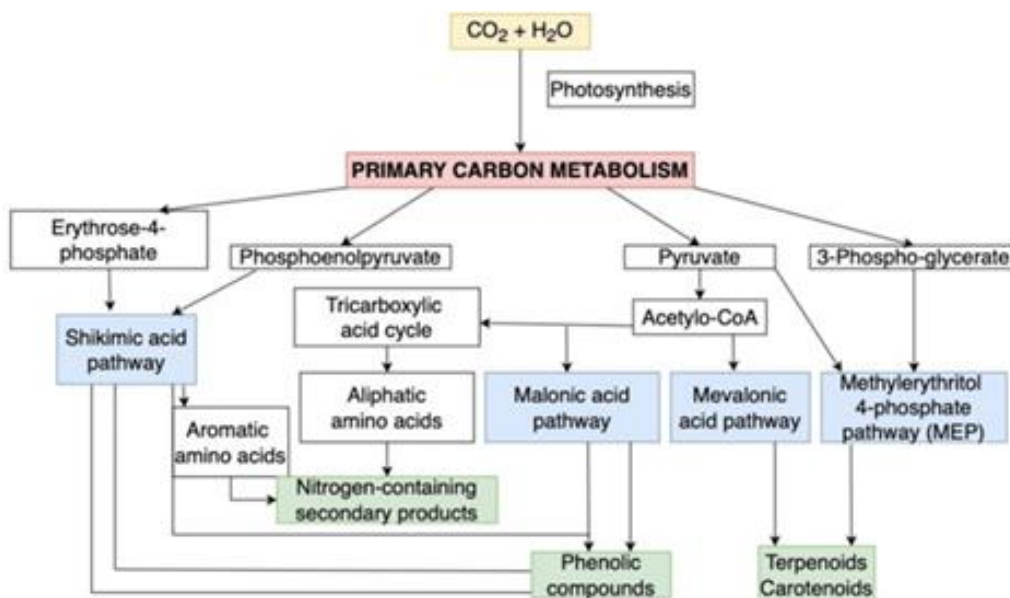 CO₂ + H₂O
Photosynthesis
PRIMARY CARBON METABOLISM
Erythrose-4-
phosphate
Phosphoenolpyruvate
Pyruvate
3-Phospho-glycerate
Tricarboxylic
acid cycle
Acetylo-CoA
Shikimic acid
pathway
Aliphatic
amino acids
Malonic acid
pathway
Mevalonic
acid pathway
Methylerythritol
4-phosphate
pathway (MEP)
Aromatic
amino acids
Nitrogen-containing
secondary products
Phenolic
compounds
Terpenoids
Carotenoids